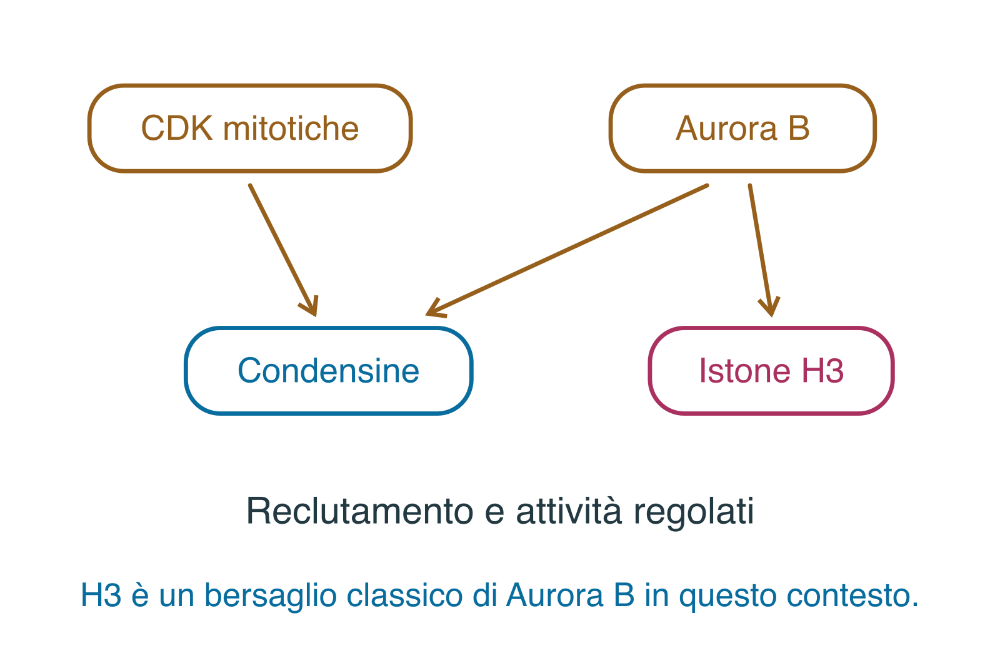 CDK mitotiche
Aurora B
Condensine
Istone H3
Reclutamento e attività regolati
H3 è un bersaglio classico di Aurora B in questo contesto.